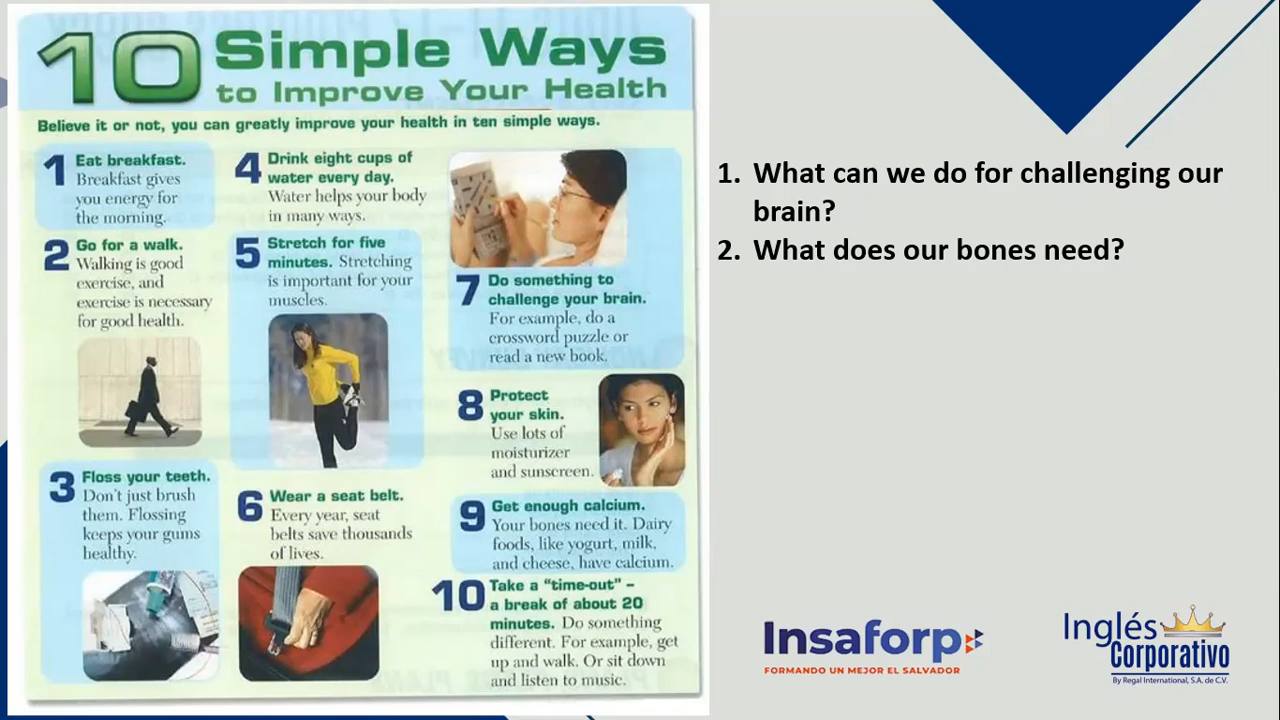 10 Simple Ways
to Improve Your Health
Believe it or not, you can greatly improve your health in ten simple ways.
1 Eat breakfast.
Breakfast gives
you energy for
the morning.
2 Go for a walk.
Walking is good
exercise, and
exercise is necessary
for good health.
3 Floss your teeth.
Don't just brush
them. Flossing
keeps your gums
healthy.
4 Drink eight cups of
water every day.
Water helps your body
in many ways.
5 Stretch for five
minutes. Stretching
is important for your
muscles.
6 Wear a seat belt.
Every year, seat
belts save thousands
of lives.
7 Do something to
challenge your brain.
For example, do a
crossword puzzle or
read a new book.
8 Protect
your skin.
Use lots of
moisturizer
and sunscreen.
9 Get enough calcium.
Your bones need it. Dairy
foods, like yogurt, milk,
and cheese, have calcium.
10 Take a "time-out" –
a break of about 20
minutes. Do something
different. For example, get
up and walk. Or sit down
and listen to music.
1. What can we do for challenging our
brain?
2. What does our bones need?
Insaforp
FORMANDO UN MEJOR EL SALVADOR
Inglés
Corporativo
By Regal International, S.A. de C.V.